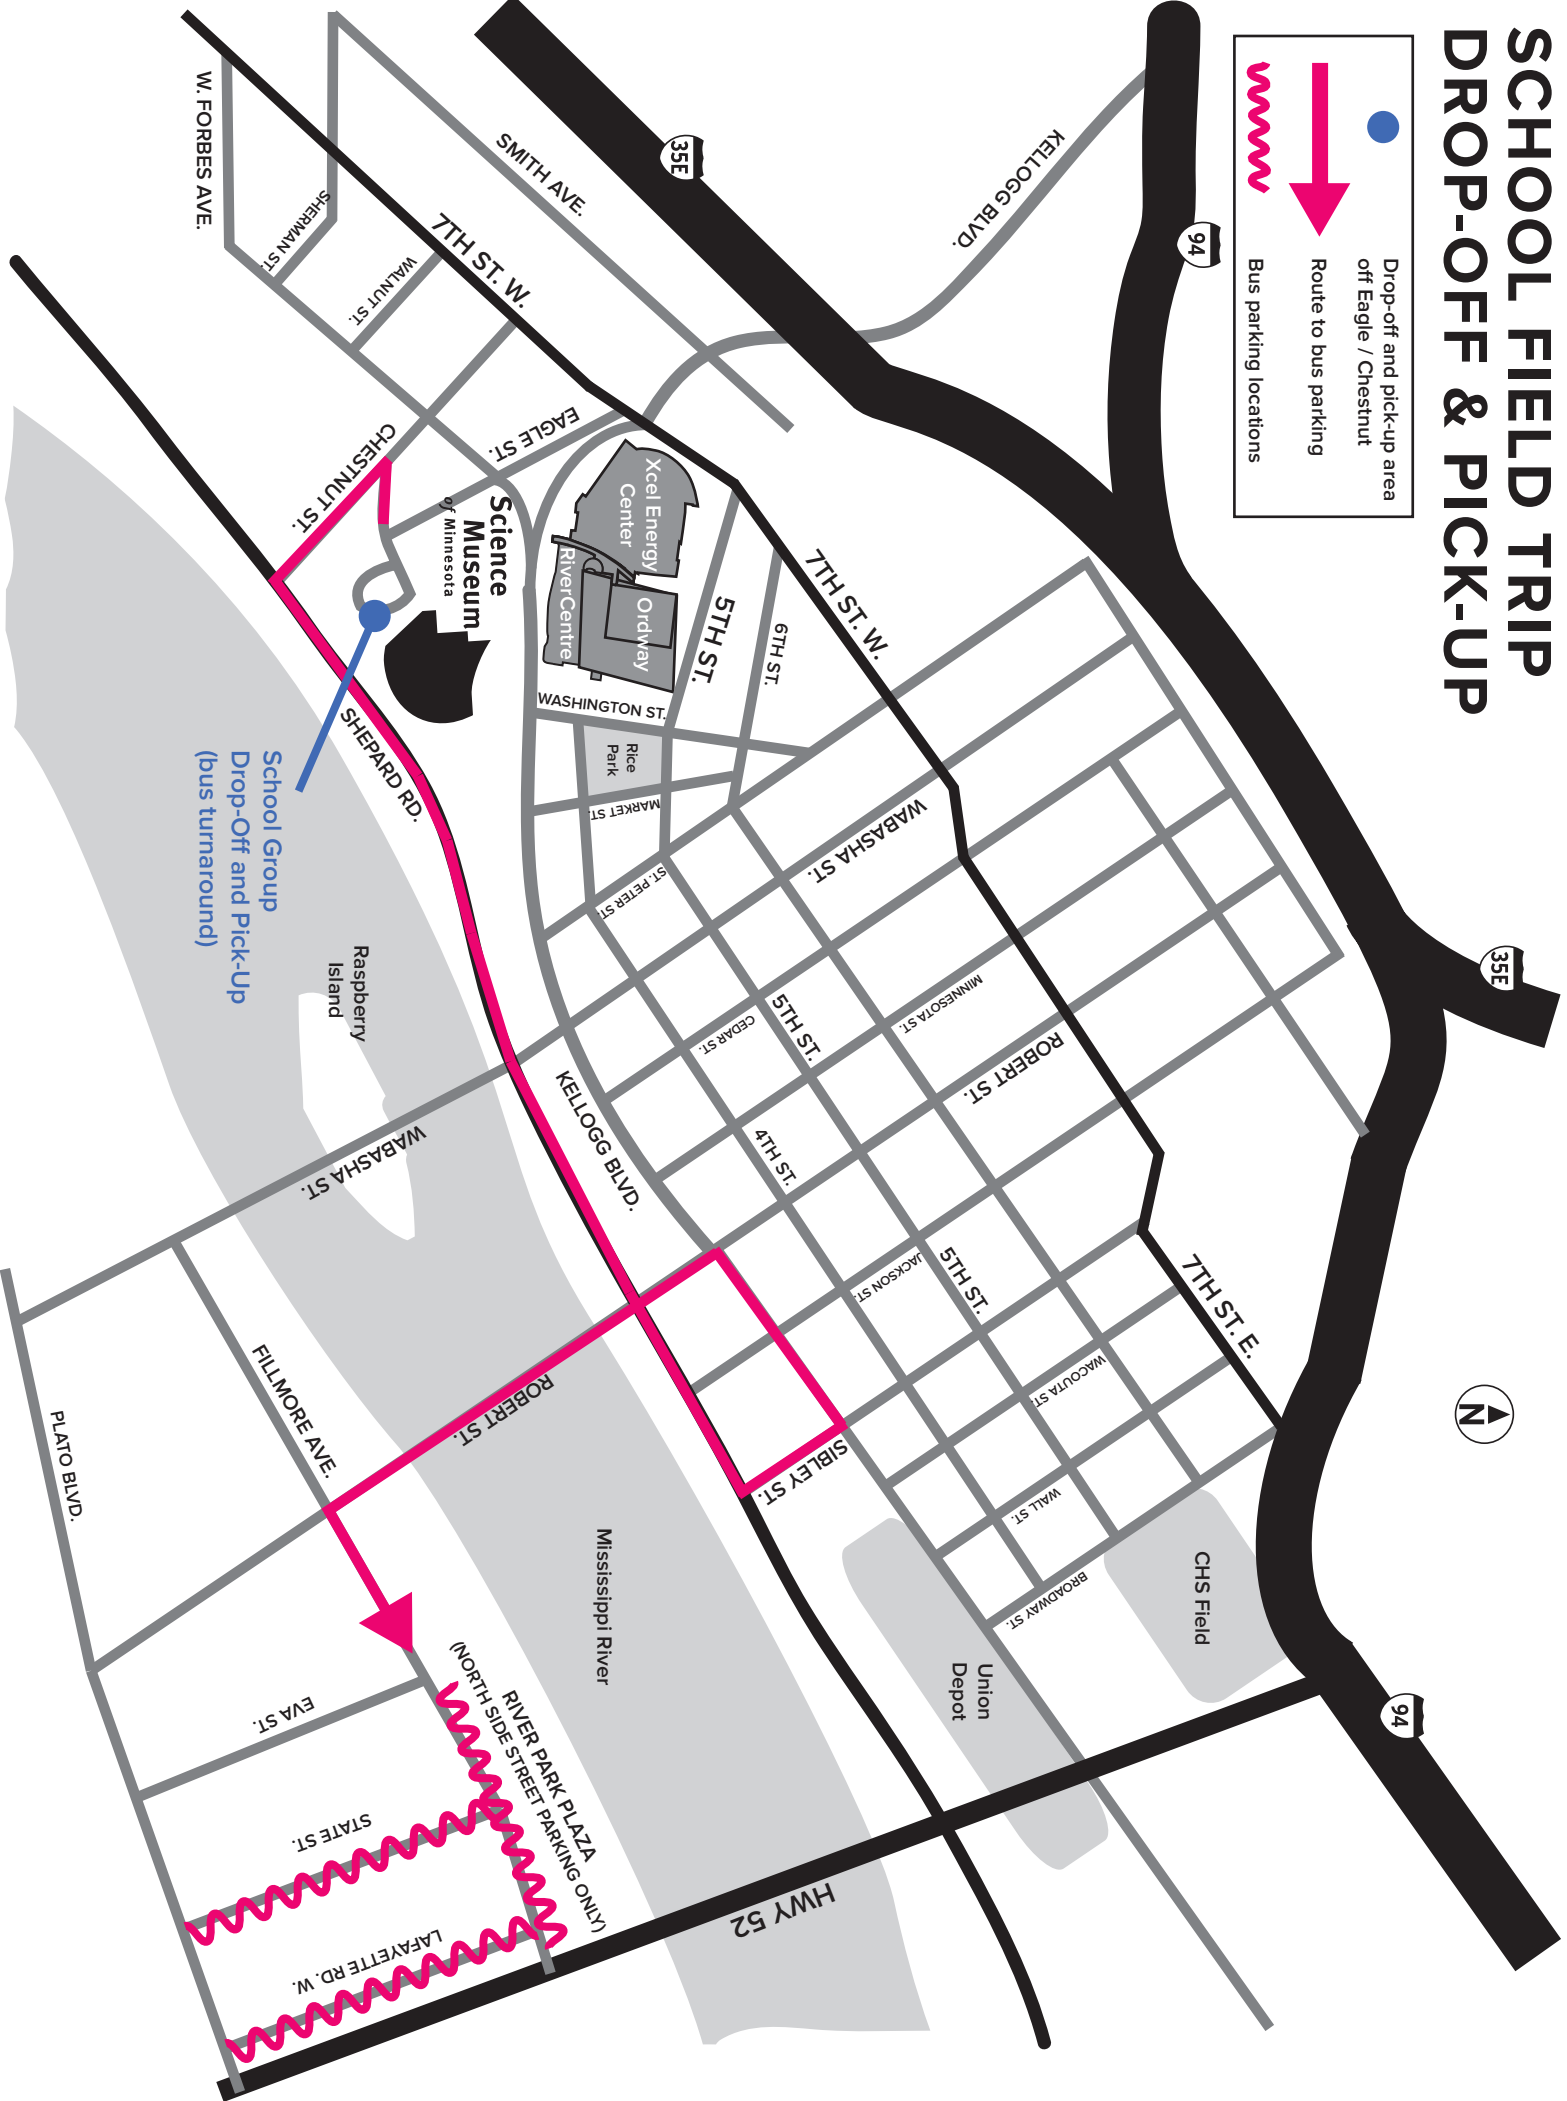 SCHOOL FIELD TRIP
DROP-OFF & PICK-UP
Drop-off and pick-up area
off Eagle / Chestnut
Route to bus parking
Bus parking locations
94
35E
35E
94
N
KELLOGG BLVD.
SMITH AVE.
7TH ST. W.
W. FORBES AVE.
SHERMAN ST.
WALNUT ST.
EAGLE ST.
CHESTNUT ST.
Xcel Energy
Center
RiverCentre
Ordway
Science
Museum
of Minnesota
5TH ST.
6TH ST.
7TH ST. W.
WASHINGTON ST.
Rice
Park
MARKET ST.
ST. PETER ST.
WABASHA ST.
SHEPARD RD.
School Group
Drop-Off and Pick-Up
(bus turnaround)
Raspberry
Island
CEDAR ST.
5TH ST.
MINNESOTA ST.
ROBERT ST.
KELLOGG BLVD.
4TH ST.
WABASHA ST.
JACKSON ST.
5TH ST.
7TH ST. E.
WACOUTA ST.
SIBLEY ST.
WALL ST.
BROADWAY ST.
CHS Field
Union
Depot
FILLMORE AVE.
ROBERT ST.
PLATO BLVD.
Mississippi River
RIVER PARK PLAZA
(NORTH SIDE STREET PARKING ONLY)
EVA ST.
STATE ST.
LAFAYETTE RD. W.
HWY 52